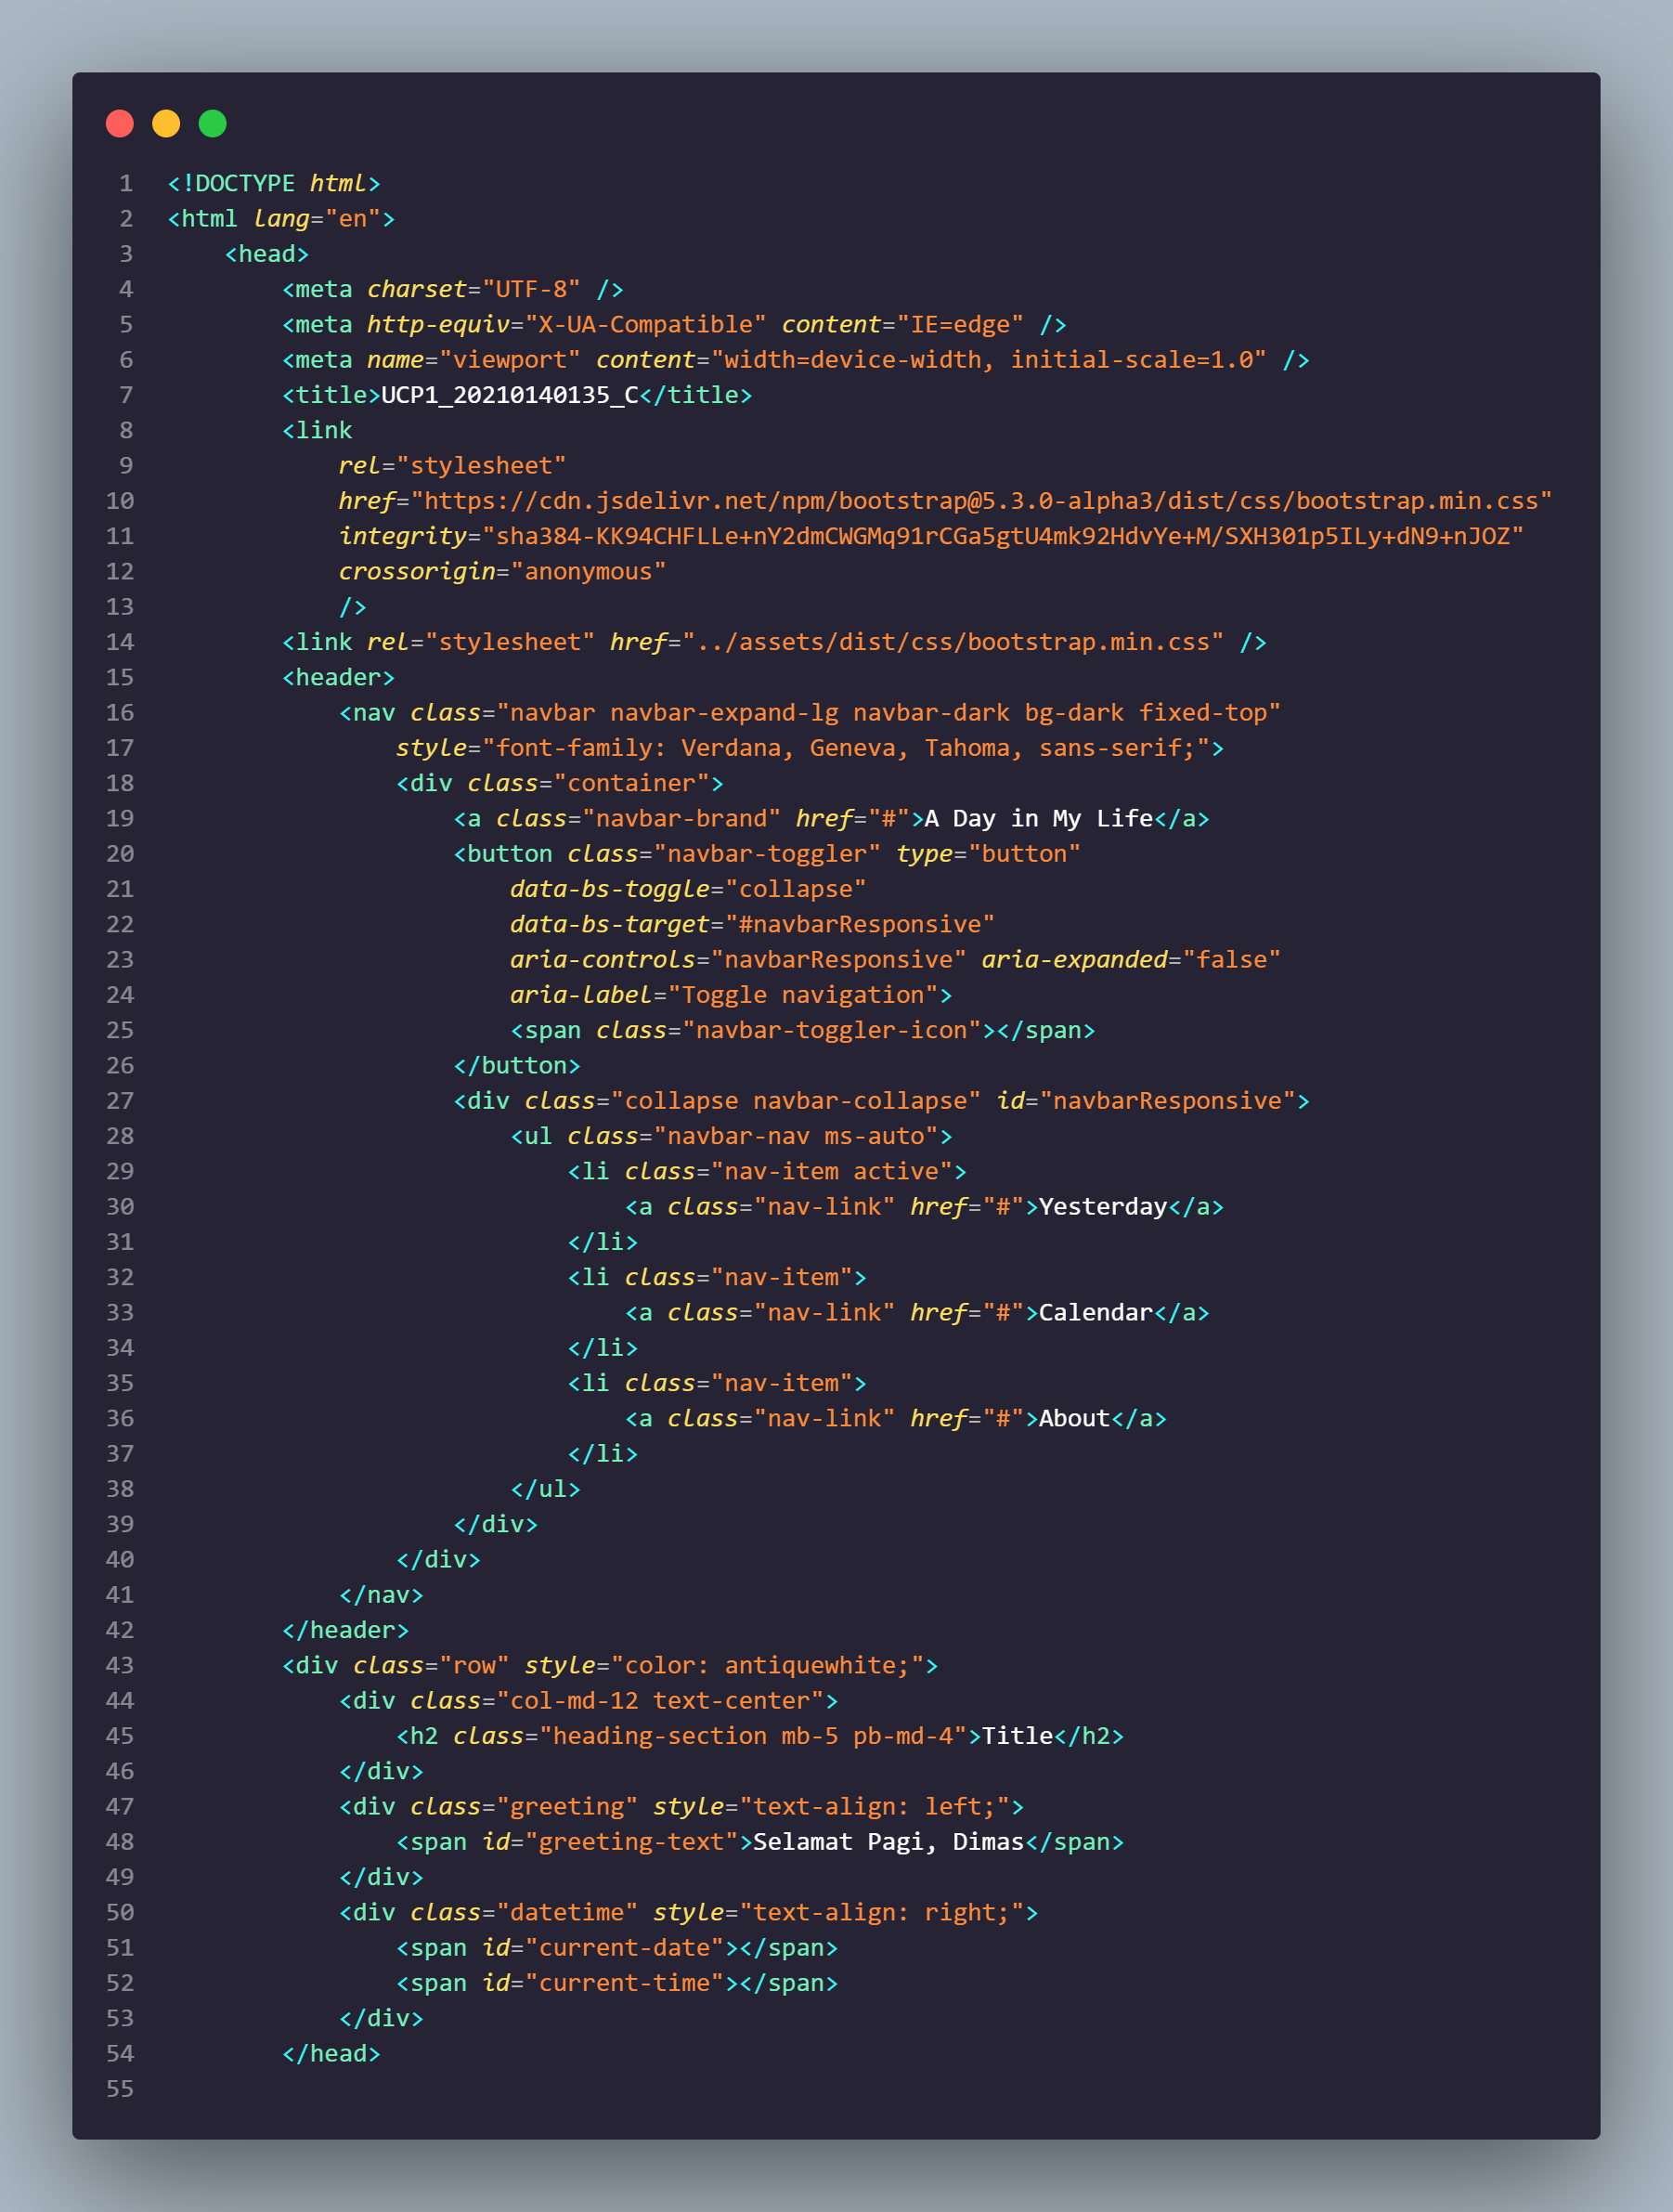 1 <!DOCTYPE html>
2 <html lang="en">
3     <head>
4         <meta charset="UTF-8" />
5         <meta http-equiv="X-UA-Compatible" content="IE=edge" />
6         <meta name="viewport" content="width=device-width, initial-scale=1.0" />
7         <title>UCP1_20210140135_C</title>
8         <link
9             rel="stylesheet"
10             href="https://cdn.jsdelivr.net/npm/bootstrap@5.3.0-alpha3/dist/css/bootstrap.min.css"
11             integrity="sha384-KK94CHFLLe+nY2dmCWGMq91rCGa5gtU4mk92HdvYe+M/SXH301p5ILy+dN9+nJOZ"
12             crossorigin="anonymous"
13             />
14         <link rel="stylesheet" href="../assets/dist/css/bootstrap.min.css" />
15         <header>
16             <nav class="navbar navbar-expand-lg navbar-dark bg-dark fixed-top"
17                 style="font-family: Verdana, Geneva, Tahoma, sans-serif;">
18                 <div class="container">
19                     <a class="navbar-brand" href="#">A Day in My Life</a>
20                     <button class="navbar-toggler" type="button"
21                         data-bs-toggle="collapse"
22                         data-bs-target="#navbarResponsive"
23                         aria-controls="navbarResponsive" aria-expanded="false"
24                         aria-label="Toggle navigation">
25                         <span class="navbar-toggler-icon"></span>
26                     </button>
27                     <div class="collapse navbar-collapse" id="navbarResponsive">
28                         <ul class="navbar-nav ms-auto">
29                             <li class="nav-item active">
30                                 <a class="nav-link" href="#">Yesterday</a>
31                             </li>
32                             <li class="nav-item">
33                                 <a class="nav-link" href="#">Calendar</a>
34                             </li>
35                             <li class="nav-item">
36                                 <a class="nav-link" href="#">About</a>
37                             </li>
38                         </ul>
39                     </div>
40                 </div>
41             </nav>
42         </header>
43         <div class="row" style="color: antiquewhite;">
44             <div class="col-md-12 text-center">
45                 <h2 class="heading-section mb-5 pb-md-4">Title</h2>
46             </div>
47             <div class="greeting" style="text-align: left;">
48                 <span id="greeting-text">Selamat Pagi, Dimas</span>
49             </div>
50             <div class="datetime" style="text-align: right;">
51                 <span id="current-date"></span>
52                 <span id="current-time"></span>
53             </div>
54         </head>
55